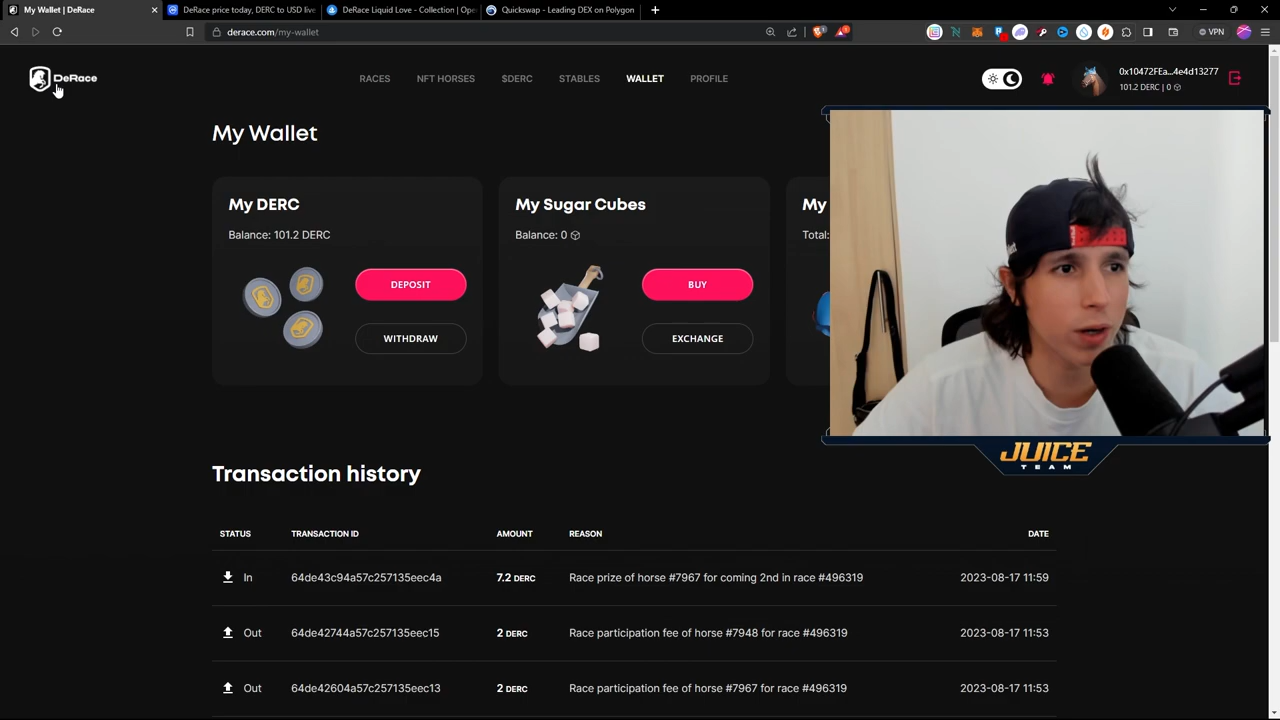 My Wallet | DeRace
DeRace price today, DERC to USD live
DeRace Liquid Love - Collection | Ope
Quickswap - Leading DEX on Polygon
derace.com/my-wallet
VPN
DeRace
RACES
NFT HORSES
$DERC
STABLES
WALLET
PROFILE
0x10472FEa...4e4d13277
101.2 DERC | 0
My Wallet
My DERC
Balance: 101.2 DERC
DEPOSIT
WITHDRAW
My Sugar Cubes
Balance: 0
BUY
EXCHANGE
My
Total:
JUICE
TEAM
Transaction history
STATUS TRANSACTION ID AMOUNT REASON DATE
In 64de43c94a57c257135eec4a 7.2 DERC Race prize of horse #7967 for coming 2nd in race #496319 2023-08-17 11:59
Out 64de42744a57c257135eec15 2 DERC Race participation fee of horse #7948 for race #496319 2023-08-17 11:53
Out 64de42604a57c257135eec13 2 DERC Race participation fee of horse #7967 for race #496319 2023-08-17 11:53